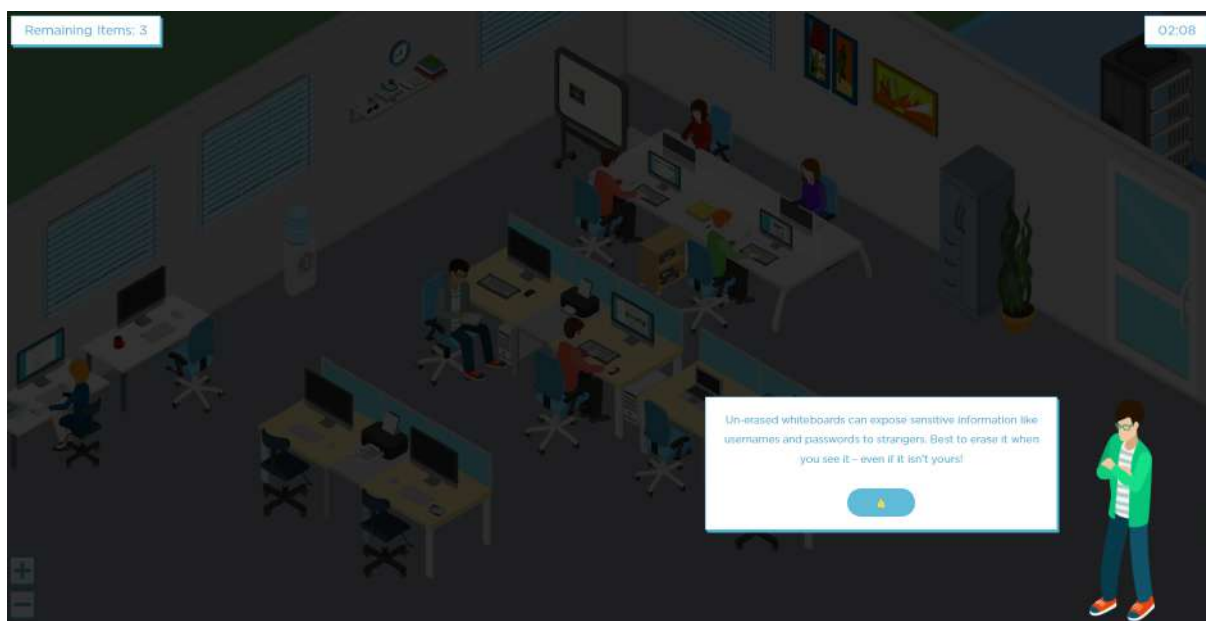 Remaining Items: 3
02:08
Un-erased whiteboards can expose sensitive information like
usernames and passwords to strangers. Best to erase it when
you see it – even if it isn't yours!